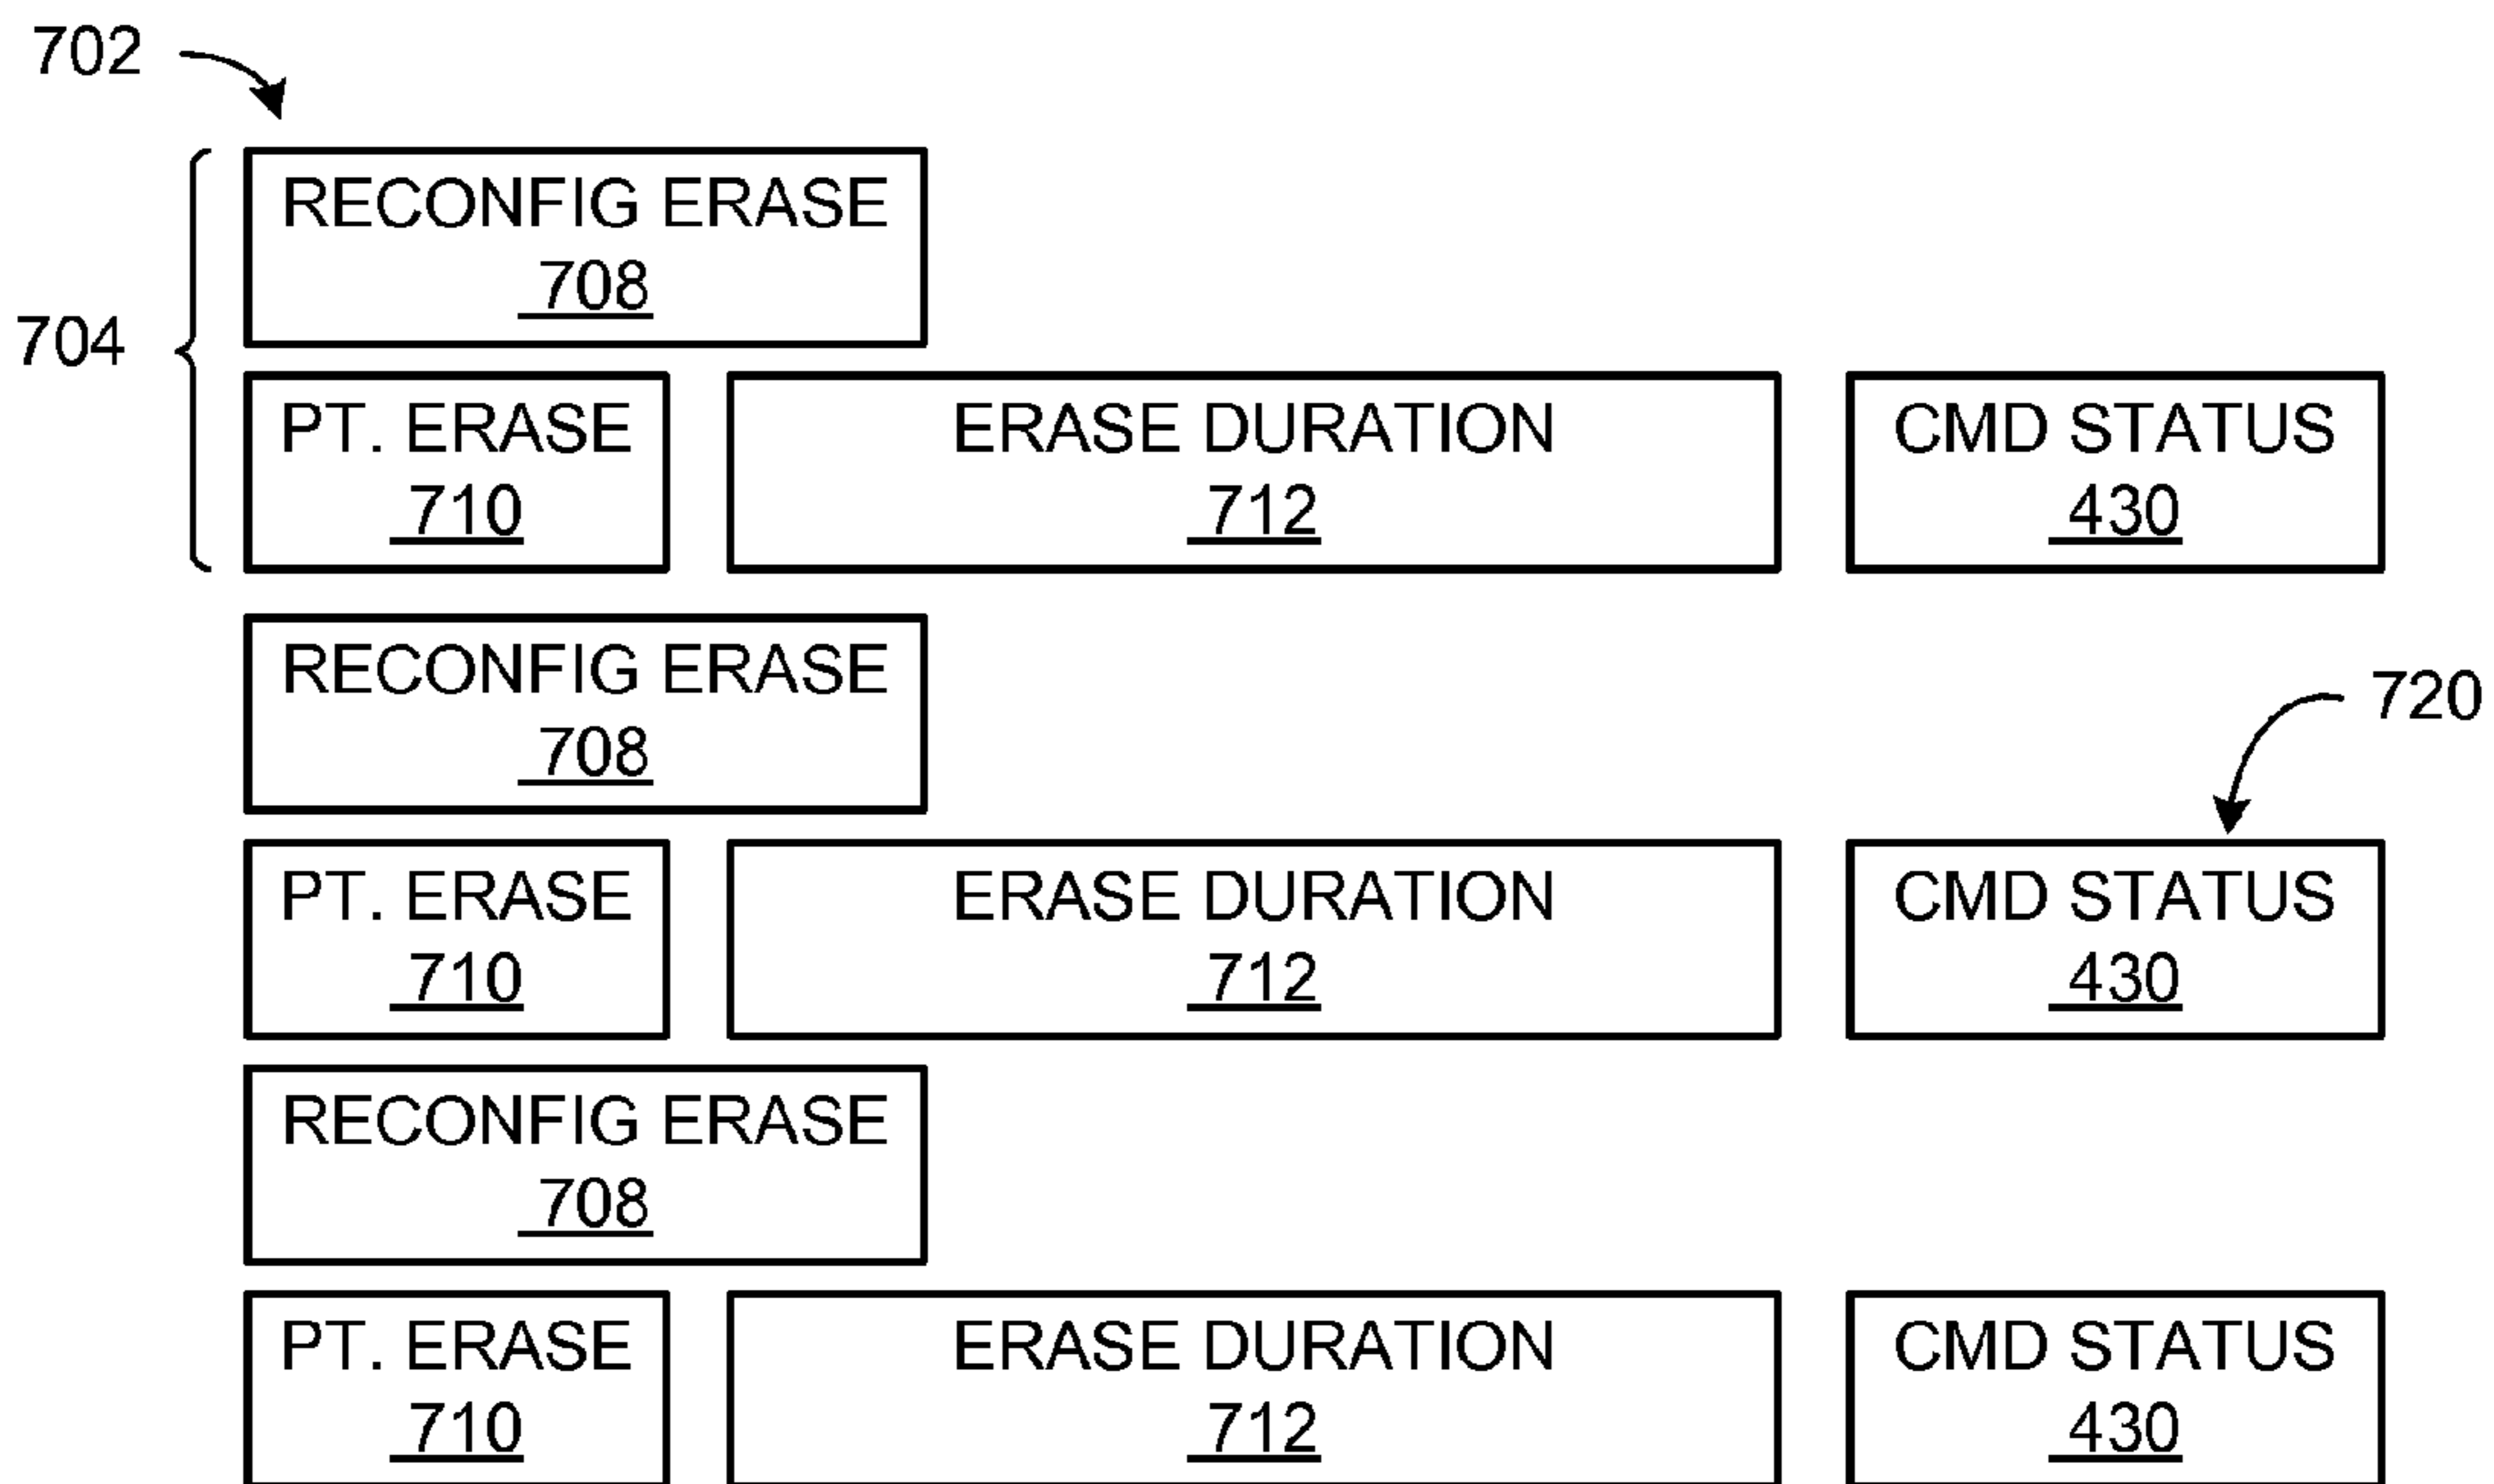 702
RECONFIG ERASE
708
704
PT. ERASE ERASE DURATION CMD STATUS
710 712 430
RECONFIG ERASE
708
720
PT. ERASE ERASE DURATION CMD STATUS
710 712 430
RECONFIG ERASE
708
PT. ERASE ERASE DURATION CMD STATUS
710 712 430